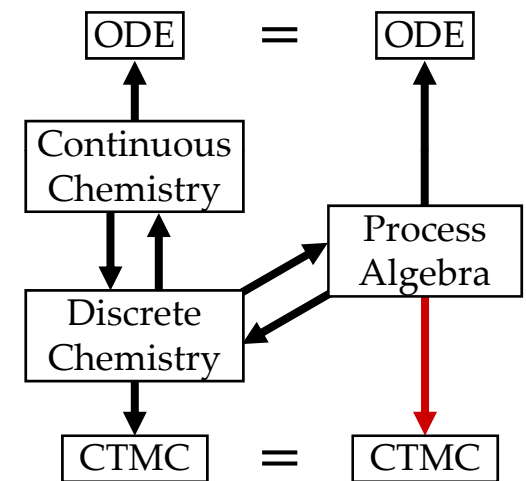 ODE = ODE
Continuous
Chemistry
Process
Algebra
Discrete
Chemistry
CTMC = CTMC